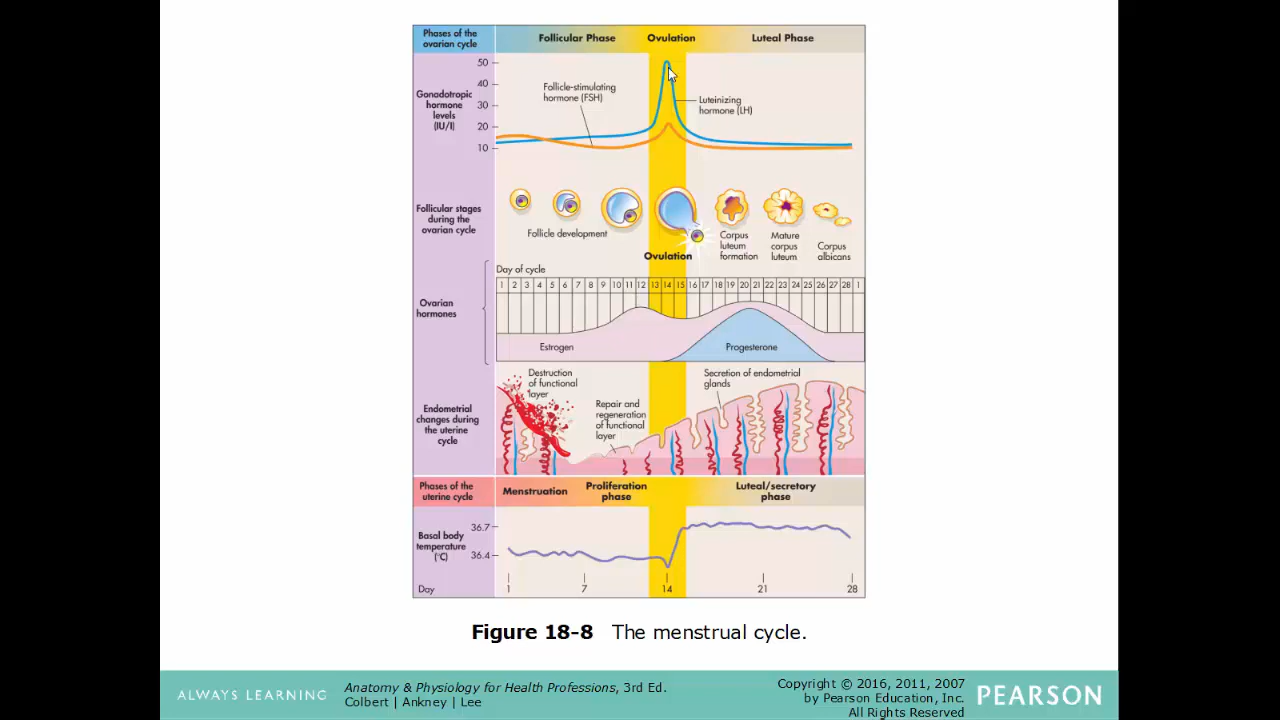 Phases of the
ovarian cycle
Follicular Phase
Ovulation
Luteal Phase
Gonadotropic
hormone
levels
(IU/l)
50
40
30
20
10
Follicle-stimulating
hormone (FSH)
Luteinizing
hormone (LH)
Follicular stages
during the
ovarian cycle
Follicle development
Ovulation
Corpus
luteum
formation
Mature
corpus
luteum
Corpus
albicans
Day of cycle
1 2 3 4 5 6 7 8 9 10 11 12 13 14 15 16 17 18 19 20 21 22 23 24 25 26 27 28 1
Ovarian
hormones
Estrogen
Progesterone
Endometrial
changes during
the uterine
cycle
Destruction
of functional
layer
Repair and
regeneration
of functional
layer
Secretion of endometrial
glands
Phases of the
uterine cycle
Menstruation
Proliferation
phase
Luteal/secretory
phase
Basal body
temperature
(°C)
36.7
36.4
Day
1 7 14 21 28
Figure 18-8 The menstrual cycle.
ALWAYS LEARNING
Anatomy & Physiology for Health Professions, 3rd Ed.
Colbert | Ankney | Lee
Copyright © 2016, 2011, 2007
by Pearson Education, Inc.
All Rights Reserved
PEARSON